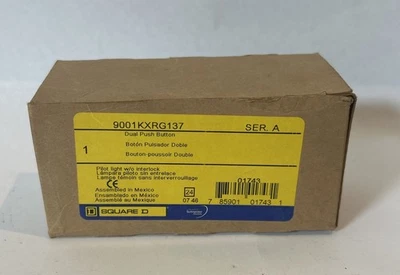 9001KXRG137 SER. A
Dual Push Button
1 Botón Pulsador Doble
Bouton-poussoir Double
Pilot light w/o interlock
Lámpara piloto sin entrelace
Lampe témoin sans interverrouillage
CE 01743
Assembled in Mexico 24
Ensamblado en México 07 46
Assemblé au Mexique 7 85901 01743 1
SQUARE D